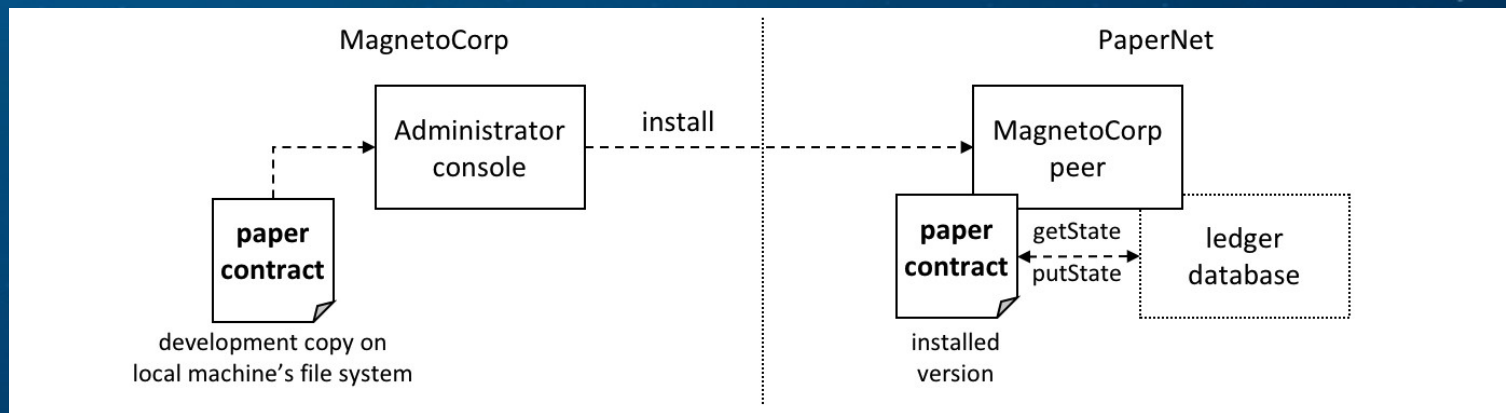 MagnetoCorp
PaperNet
Administrator
console
install
MagnetoCorp
peer
paper
contract
development copy on
local machine’s file system
paper
contract
installed
version
getState
putState
ledger
database